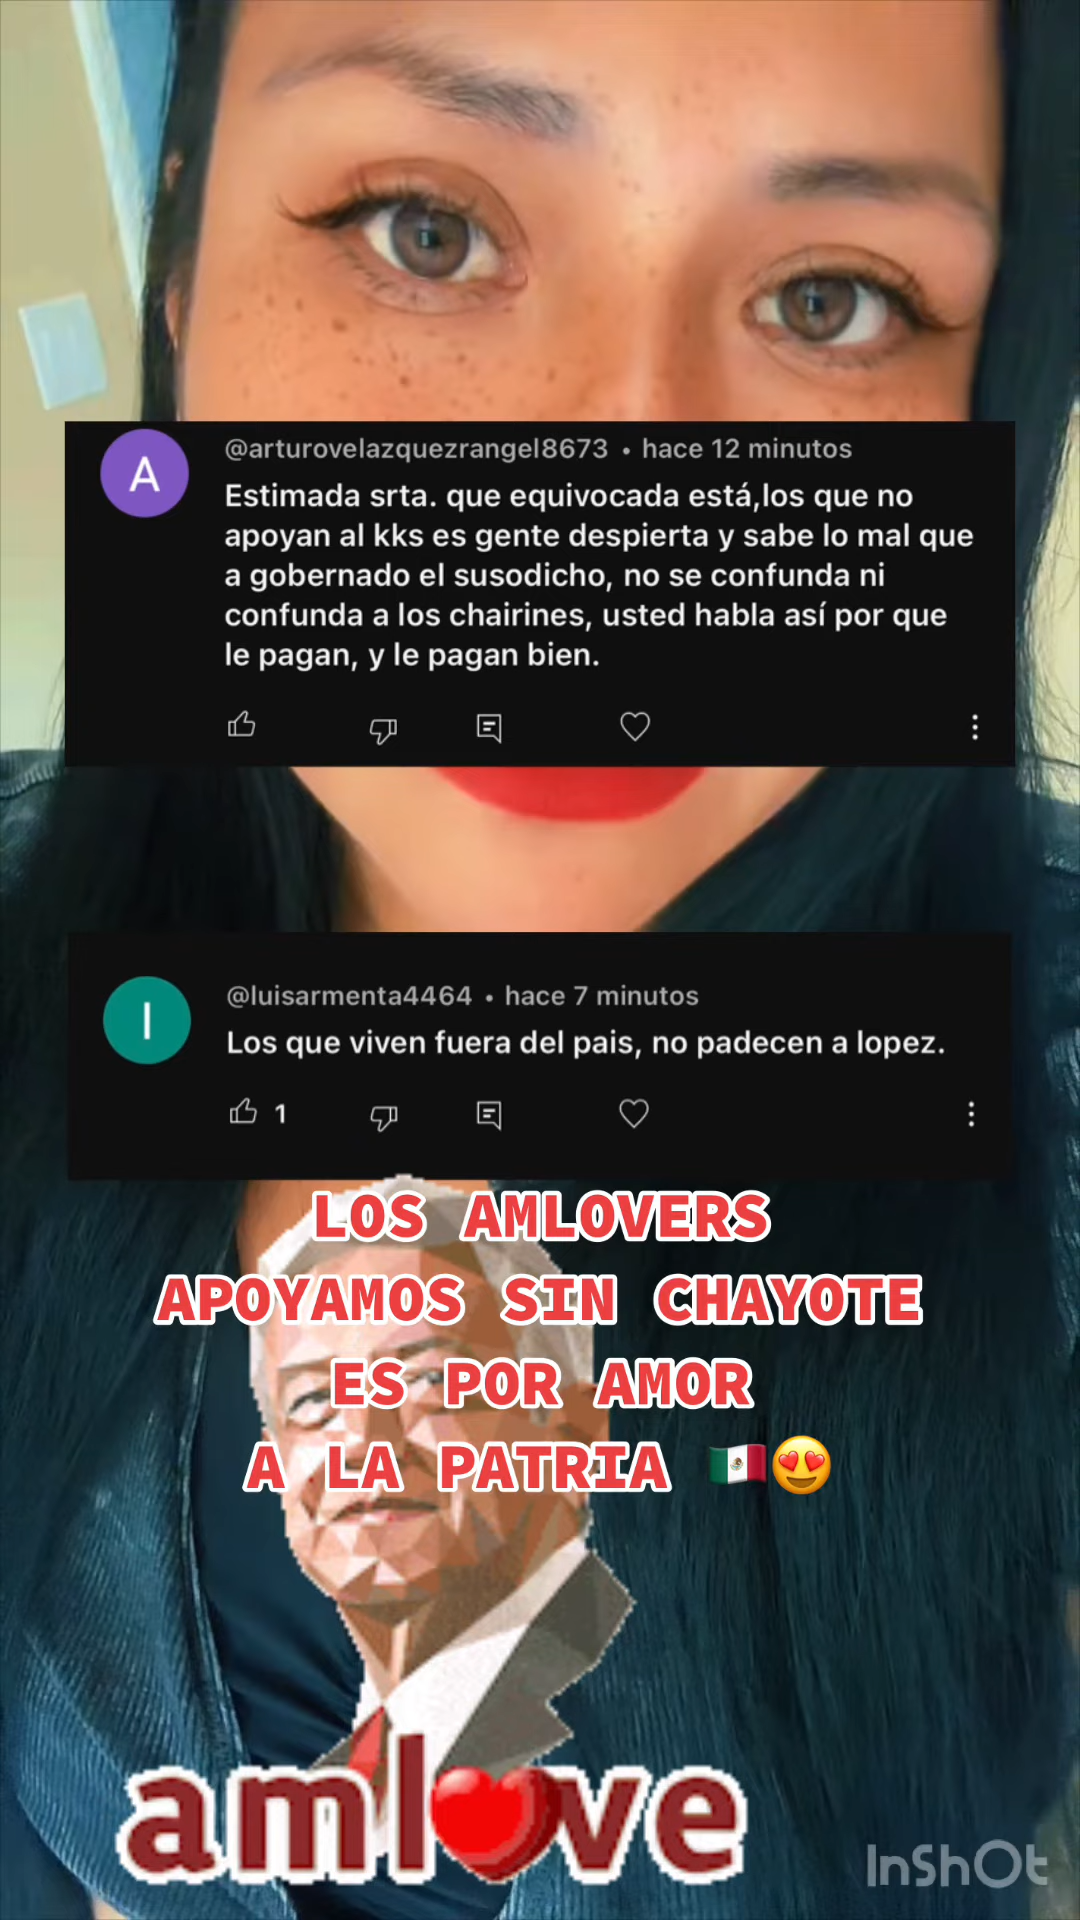 A
@arturovelazquezrangel8673 • hace 12 minutos
Estimada srta. que equivocada está,los que no
apoyan al kks es gente despierta y sabe lo mal que
a gobernado el susodicho, no se confunda ni
confunda a los chairines, usted habla así por que
le pagan, y le pagan bien.
l
@luisarmenta4464 • hace 7 minutos
Los que viven fuera del pais, no padecen a lopez.
1
LOS AMLOVERS
APOYAMOS SIN CHAYOTE
ES POR AMOR
A LA PATRIA 🇲🇽😍
aml❤️ve
InShOt